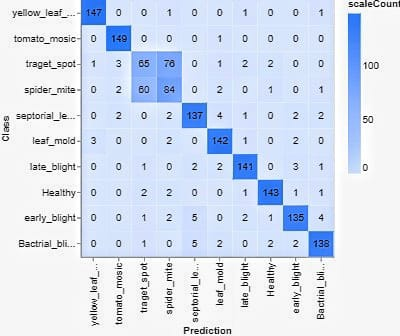 scaleCount
yellow_leaf_... 147 0 0 1 0 0 1 0 0 1
tomato_mosic 0 149 0 0 0 1 0 0 0 0
traget_spot 1 3 65 76 0 1 2 2 0 0
spider_mite 0 2 60 84 0 2 0 1 0 1
septorial_le... 0 2 0 2 137 4 1 0 2 2
leaf_mold 3 0 0 2 0 142 2 0 0 1
late_blight 0 0 1 0 2 2 141 0 3 1
Healthy 0 0 2 2 0 0 1 143 1 1
early_blight 0 0 1 2 5 0 2 1 135 4
Bactrial_bli... 0 0 1 0 5 2 0 2 2 138
100
50
0
Class
yellow_leaf_...
tomato_mosic
traget_spot
spider_mite
septorial_le...
leaf_mold
late_blight
Healthy
early_blight
Bactrial_bli...
Prediction